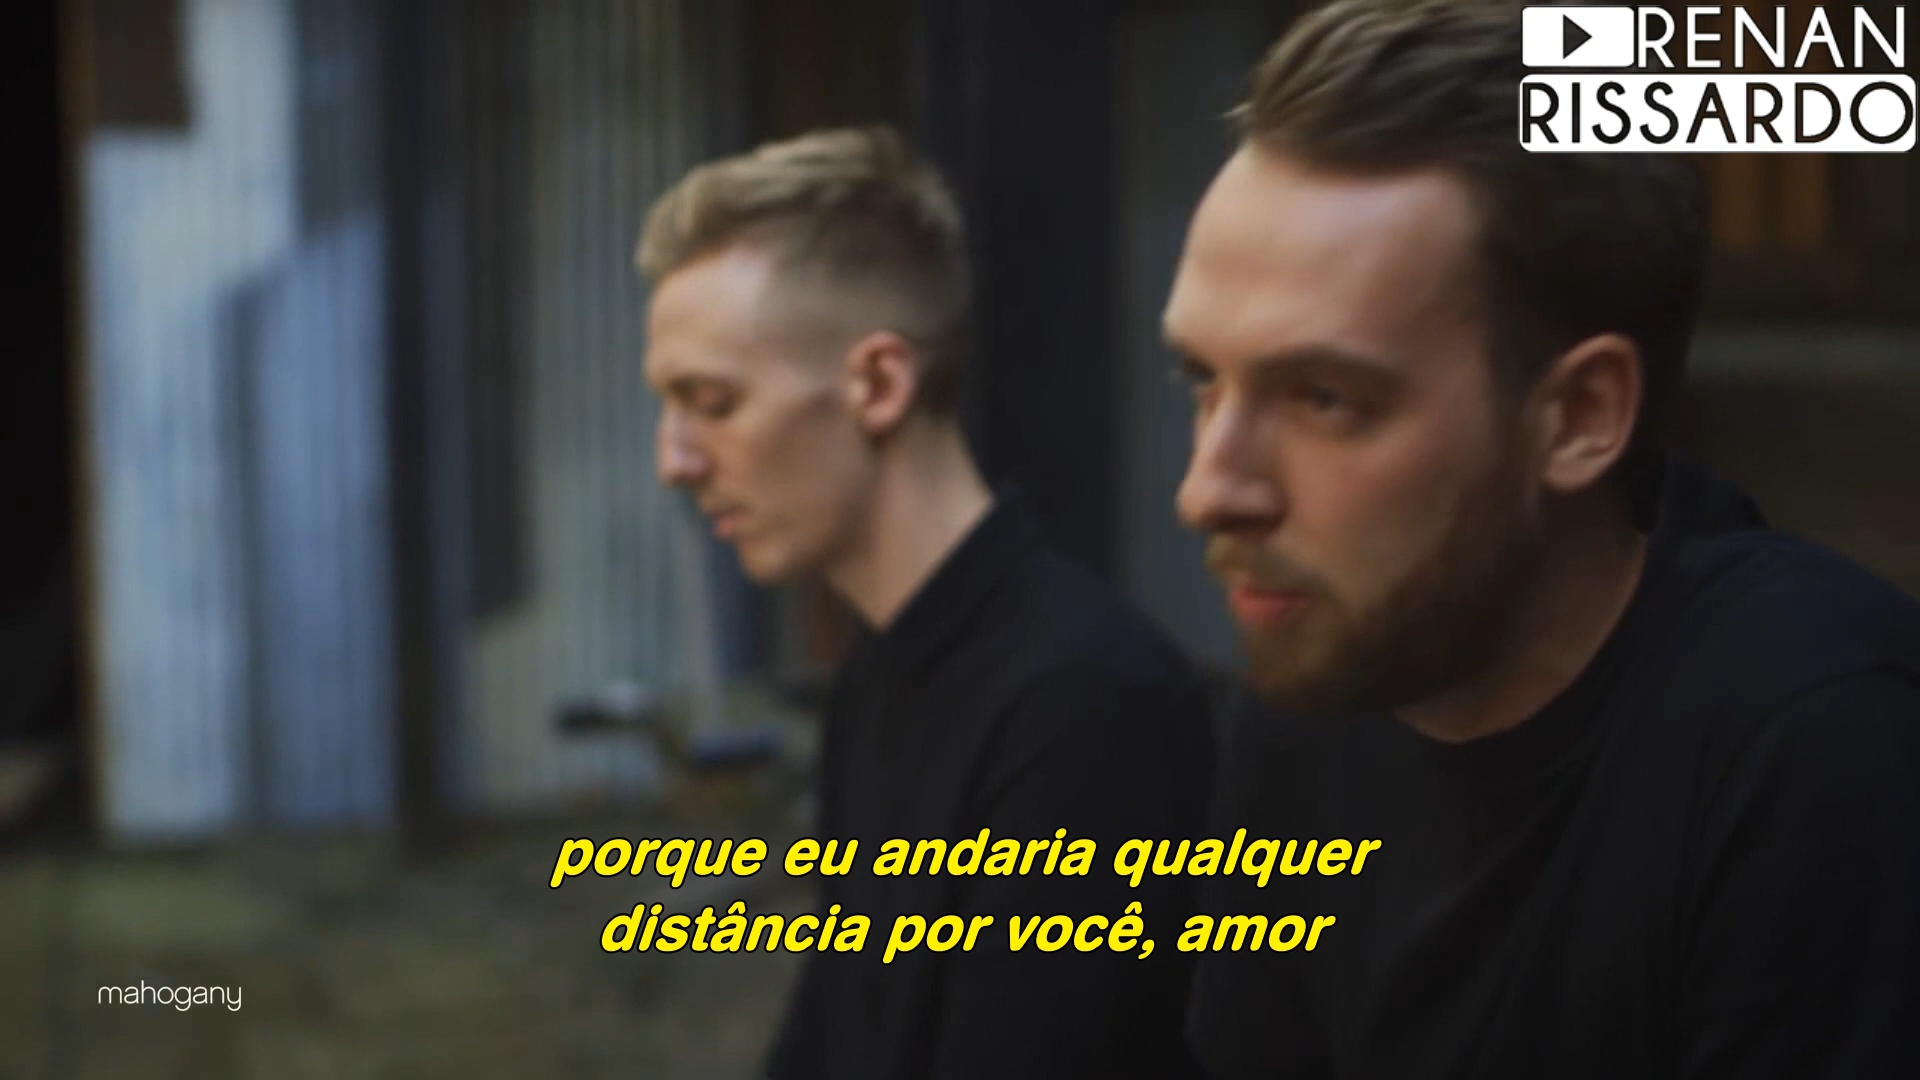 RENAN
RISSARDO
porque eu andaria qualquer
distância por você, amor
mahogany